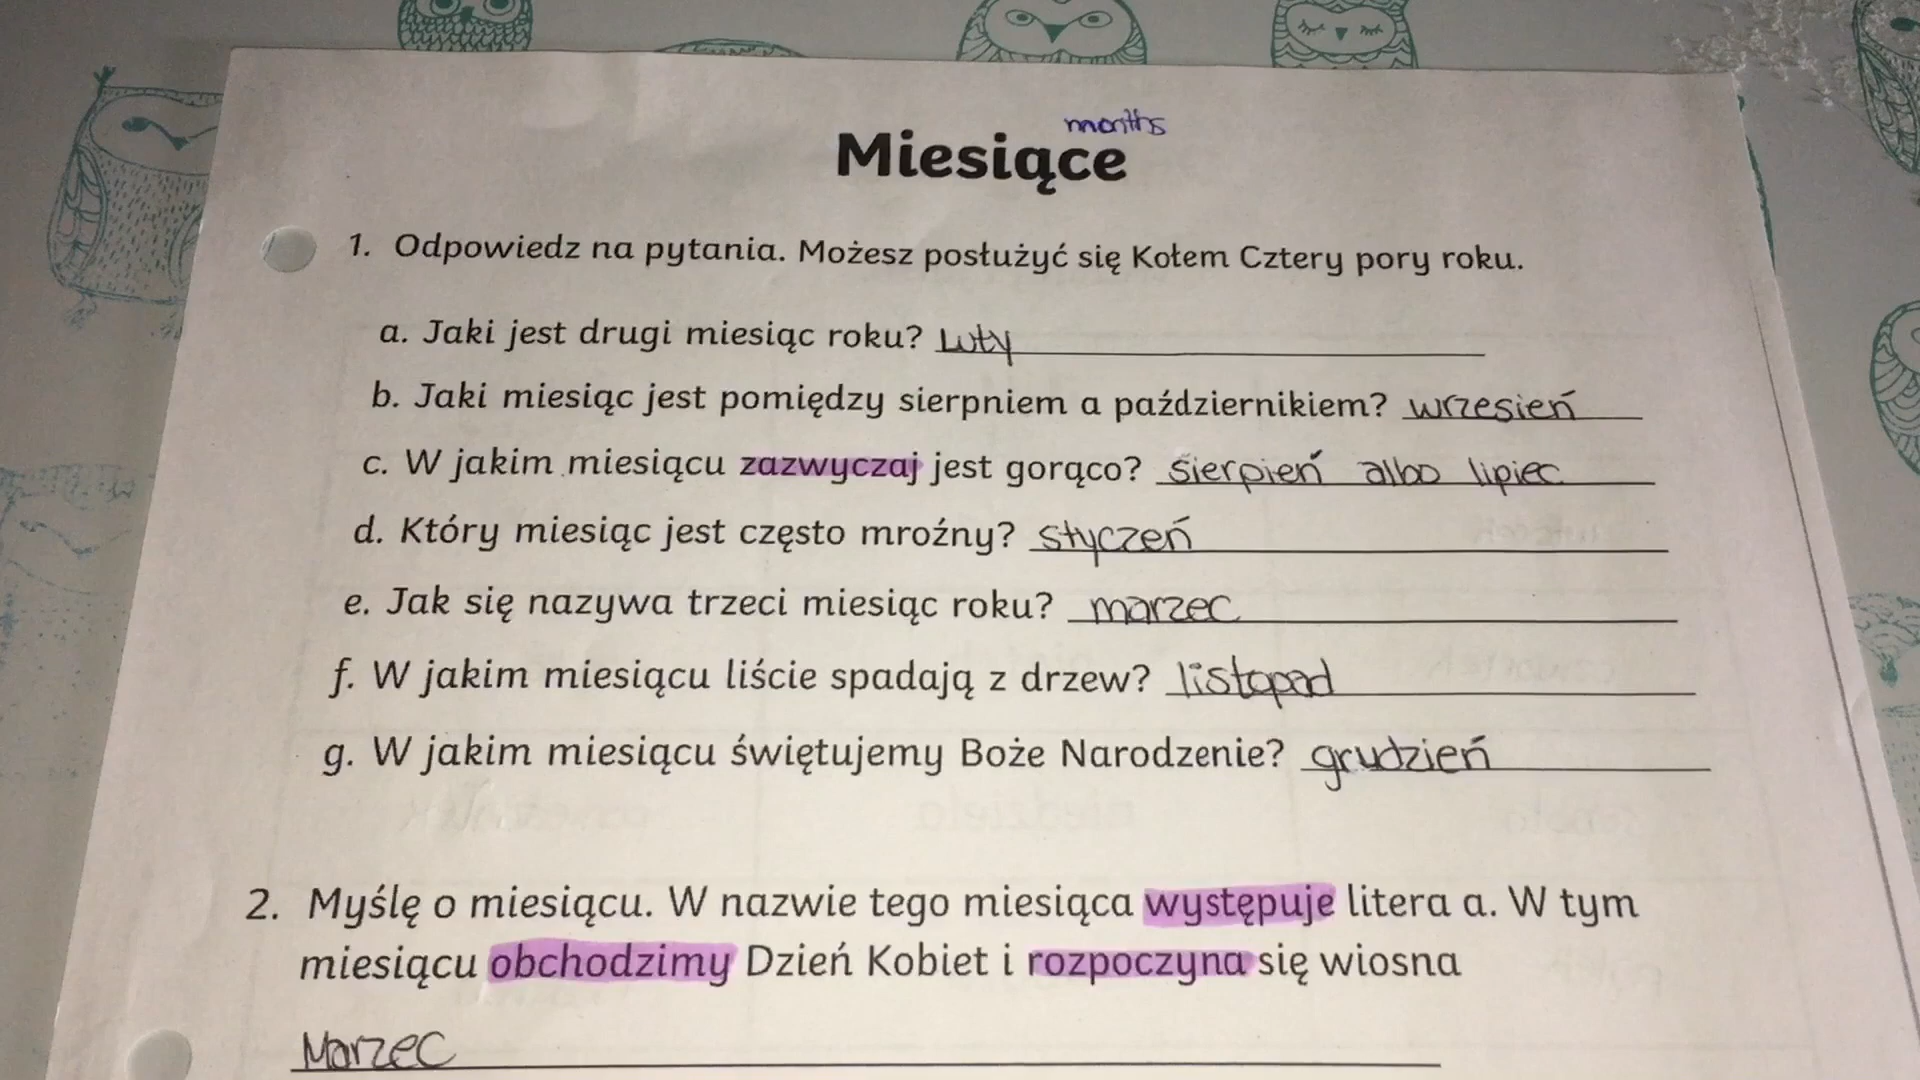 months
Miesiące
1. Odpowiedz na pytania. Możesz posłużyć się Kołem Cztery pory roku.
a. Jaki jest drugi miesiąc roku? Luty
b. Jaki miesiąc jest pomiędzy sierpniem a październikiem? wrzesień
c. W jakim miesiącu zazwyczaj jest gorąco? sierpień albo lipiec
d. Który miesiąc jest często mroźny? styczeń
e. Jak się nazywa trzeci miesiąc roku? marzec
f. W jakim miesiącu liście spadają z drzew? listopad
g. W jakim miesiącu świętujemy Boże Narodzenie? grudzień
2. Myślę o miesiącu. W nazwie tego miesiąca występuje litera a. W tym
miesiącu obchodzimy Dzień Kobiet i rozpoczyna się wiosna
Marzec